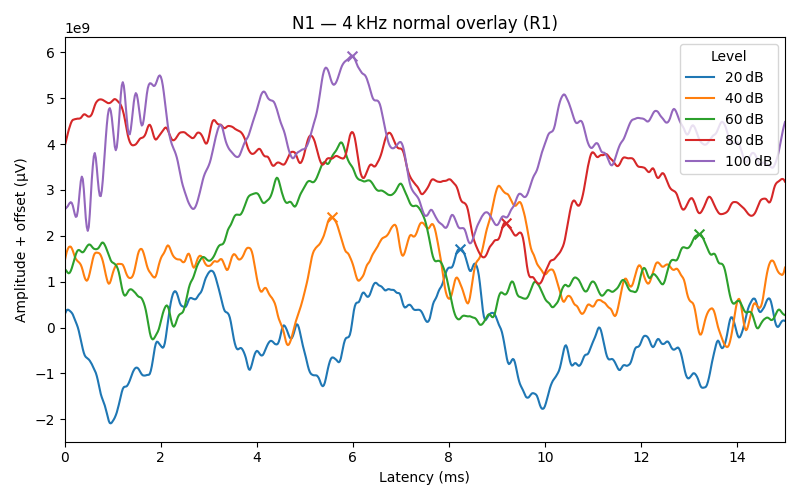 N1 — 4 kHz normal overlay (R1)
1e9
6
5
4
3
2
1
0
−1
−2
Amplitude + offset (µV)
Level
20 dB
40 dB
60 dB
80 dB
100 dB
0 2 4 6 8 10 12 14
Latency (ms)